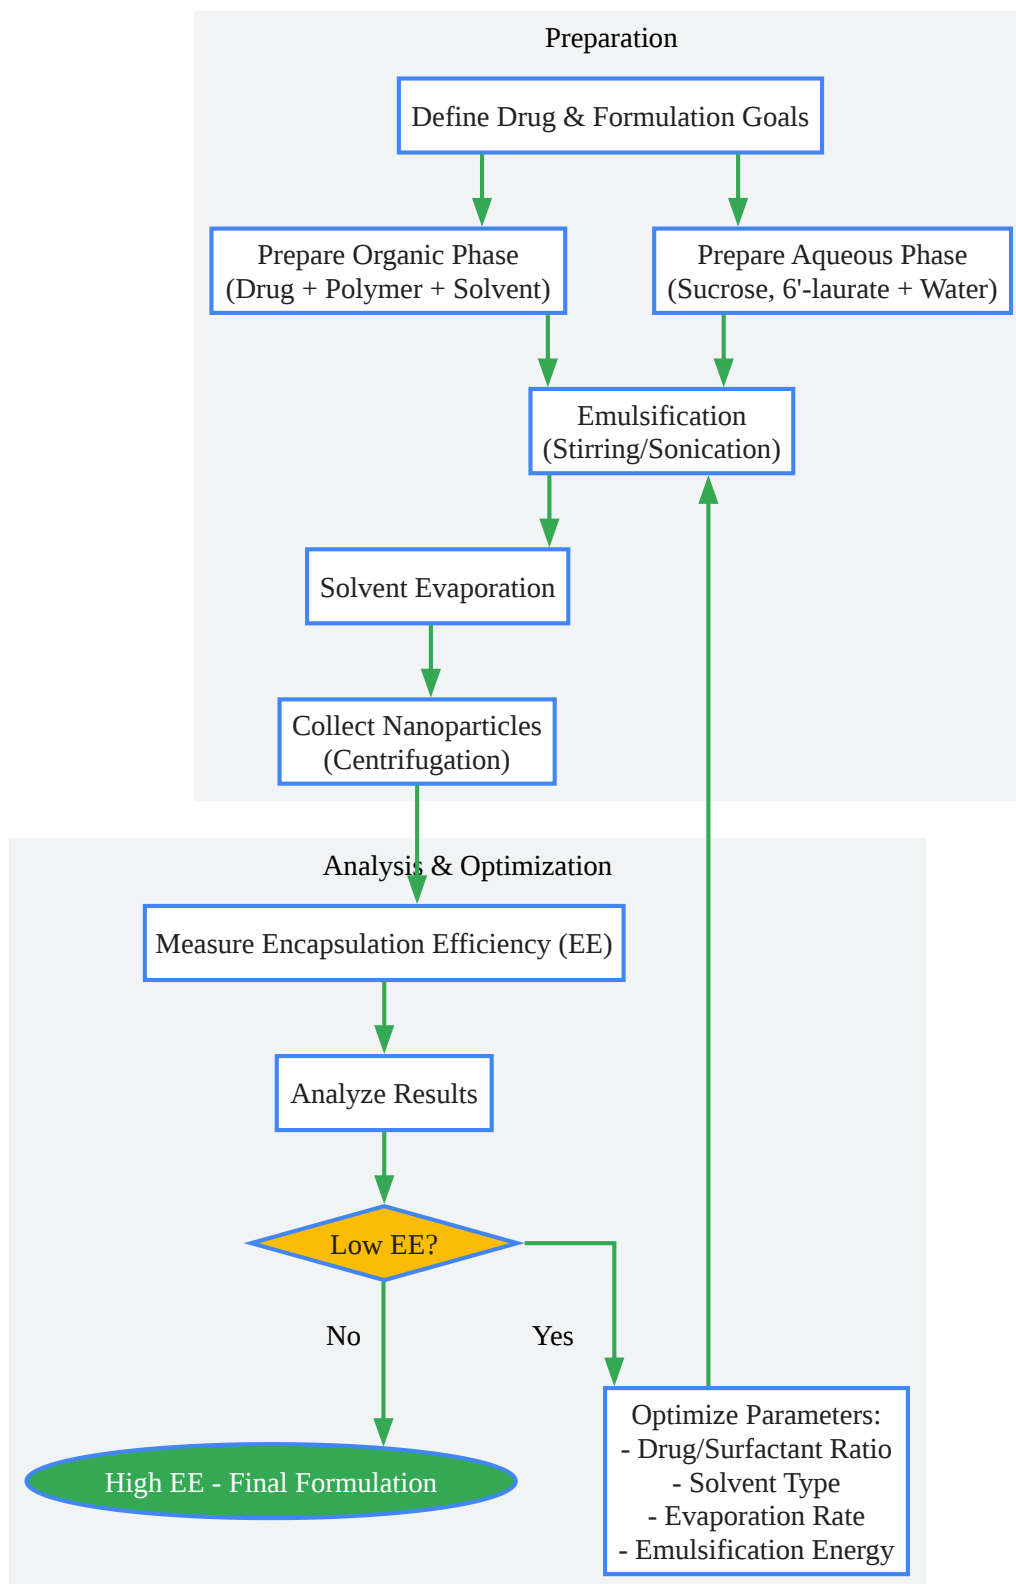 Preparation
Define Drug & Formulation Goals
Prepare Organic Phase
(Drug + Polymer + Solvent)
Prepare Aqueous Phase
(Sucrose, 6'-laurate + Water)
Emulsification
(Stirring/Sonication)
Solvent Evaporation
Collect Nanoparticles
(Centrifugation)
Analysis & Optimization
Measure Encapsulation Efficiency (EE)
Analyze Results
Low EE?
No
Yes
Optimize Parameters:
- Drug/Surfactant Ratio
- Solvent Type
- Evaporation Rate
- Emulsification Energy
High EE - Final Formulation